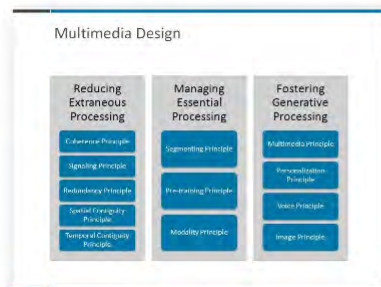 Multimedia Design
Reducing
Extraneous
Processing
Coherence Principle
Signaling Principle
Redundancy Principle
Spatial Contiguity
Principle
Temporal Contiguity
Principle
Managing
Essential
Processing
Segmenting Principle
Pre-training Principle
Modality Principle
Fostering
Generative
Processing
Multimedia Principle
Personalization
Principle
Voice Principle
Image Principle